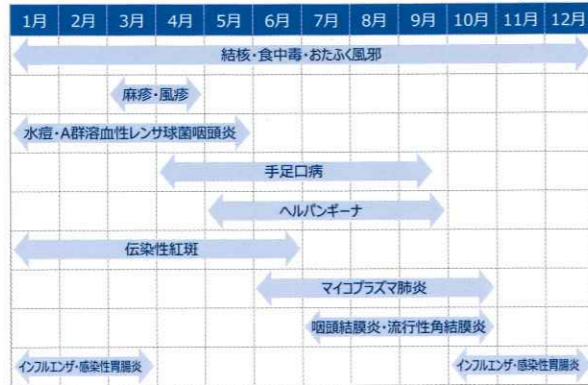 1月 2月 3月 4月 5月 6月 7月 8月 9月 10月 11月 12月
結核・食中毒・おたふく風邪
麻疹・風疹
水痘・A群溶血性レンサ球菌咽頭炎
手足口病
ヘルパンギーナ
伝染性紅斑
マイコプラズマ肺炎
咽頭結膜炎・流行性角結膜炎
インフルエンザ・感染性胃腸炎 インフルエンザ・感染性胃腸炎